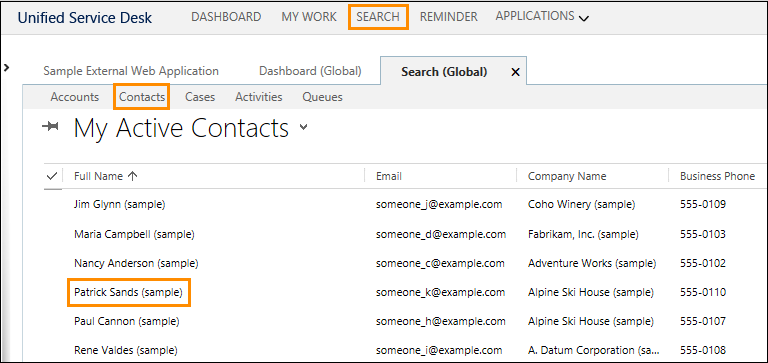 Unified Service Desk DASHBOARD MY WORK SEARCH REMINDER APPLICATIONS
Sample External Web Application Dashboard (Global) Search (Global) X
Accounts Contacts Cases Activities Queues
My Active Contacts
Full Name Email Company Name Business Phone
Jim Glynn (sample) someone_j@example.com Coho Winery (sample) 555-0109
Maria Campbell (sample) someone_d@example.com Fabrikam, Inc. (sample) 555-0103
Nancy Anderson (sample) someone_c@example.com Adventure Works (sample) 555-0102
Patrick Sands (sample) someone_k@example.com Alpine Ski House (sample) 555-0110
Paul Cannon (sample) someone_h@example.com Alpine Ski House (sample) 555-0107
Rene Valdes (sample) someone_i@example.com A. Datum Corporation (sa... 555-0108